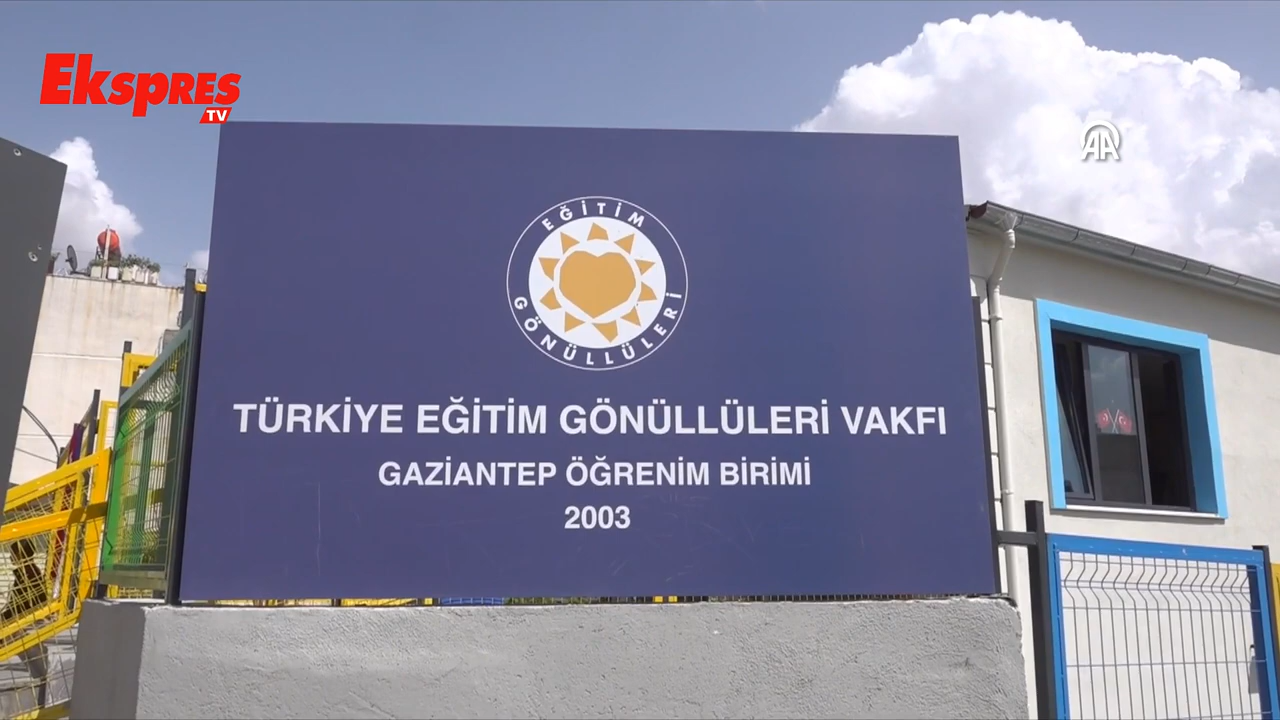 Ekspres
TV
AA
EĞİTİM
GÖNÜLLÜLERİ
TÜRKİYE EĞİTİM GÖNÜLLÜLERİ VAKFI
GAZİANTEP ÖĞRENİM BİRİMİ
2003